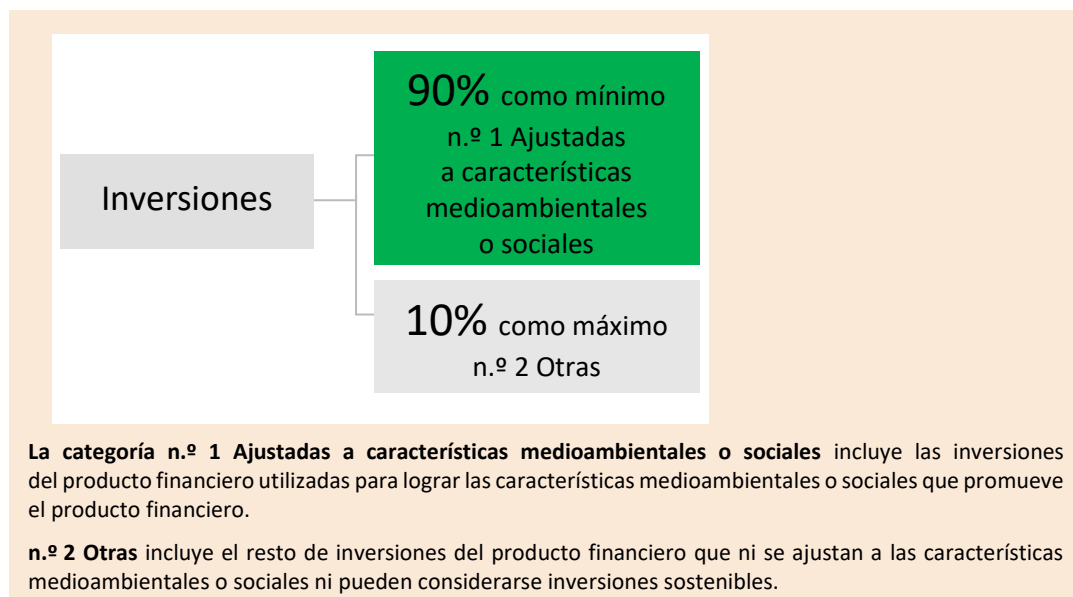 Inversiones
90% como mínimo
n.º 1 Ajustadas
a características
medioambientales
o sociales
10% como máximo
n.º 2 Otras
La categoría n.º 1 Ajustadas a características medioambientales o sociales incluye las inversiones
del producto financiero utilizadas para lograr las características medioambientales o sociales que promueve
el producto financiero.
n.º 2 Otras incluye el resto de inversiones del producto financiero que ni se ajustan a las características
medioambientales o sociales ni pueden considerarse inversiones sostenibles.